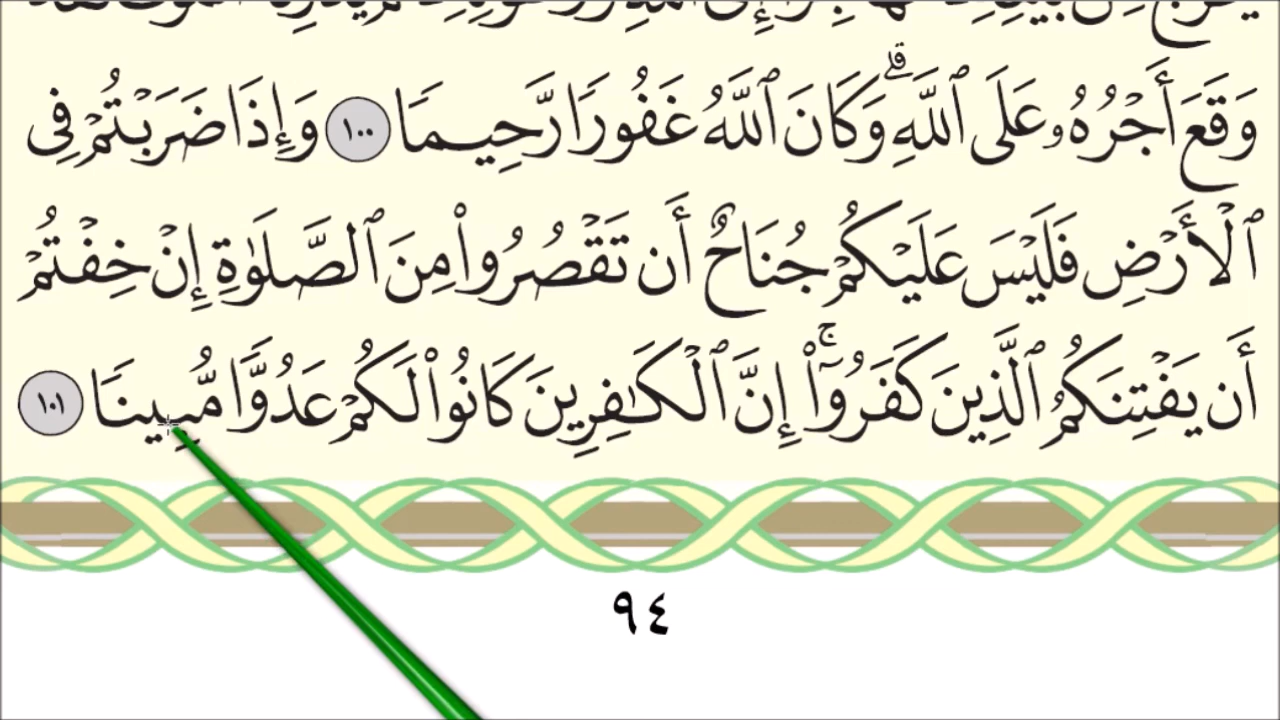 وَقَعَ أَجْرُهُۥ عَلَى ٱللَّهِۗ وَكَانَ ٱللَّهُ غَفُورًا رَّحِيمًا ١٠٠ وَإِذَا ضَرَبْتُمْ فِى
ٱلْأَرْضِ فَلَيْسَ عَلَيْكُمْ جُنَاحٌ أَن تَقْصُرُوا۟ مِنَ ٱلصَّلَوٰةِ إِنْ خِفْتُمْ
أَن يَفْتِنَكُمُ ٱلَّذِينَ كَفَرُوٓا۟ۚ إِنَّ ٱلْكَـٰفِرِينَ كَانُوا۟ لَكُمْ عَدُوًّا مُّبِينًا ١٠١
٩٤